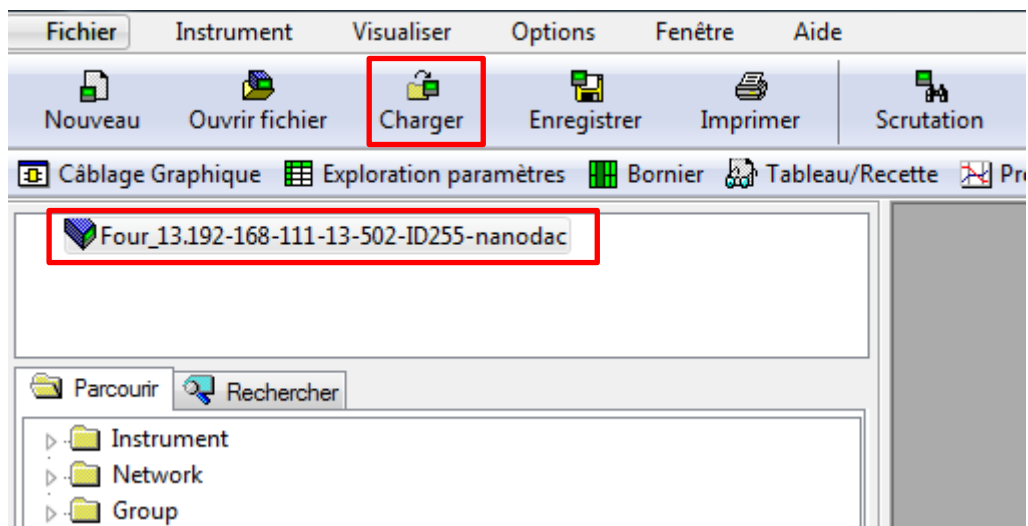 Fichier Instrument Visualiser Options Fenêtre Aide
Nouveau Ouvrir fichier Charger Enregistrer Imprimer Scrutation
Câblage Graphique Exploration paramètres Bornier Tableau/Recette Pr
Four_13.192-168-111-13-502-ID255-nanodac
Parcourir Rechercher
Instrument
Network
Group